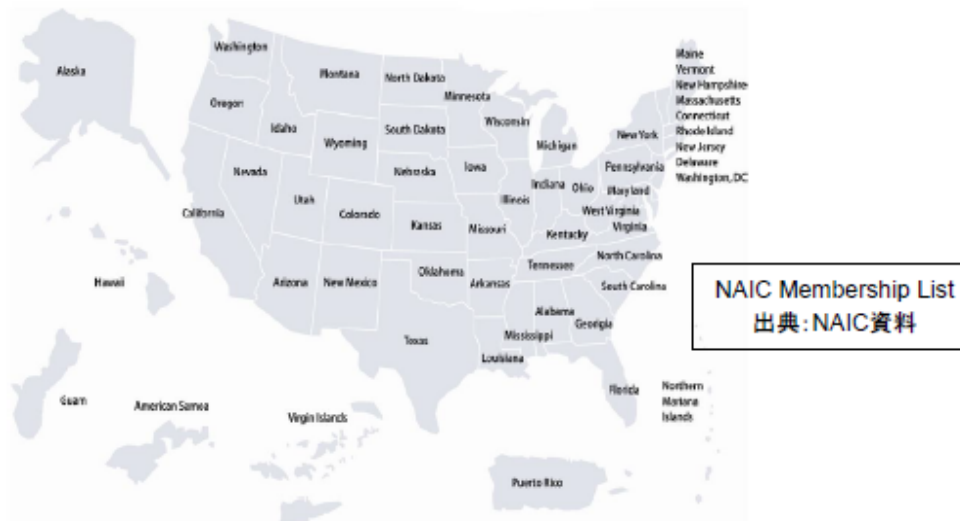 Alaska
Washington
Oregon
California
Nevada
Idaho
Montana
Wyoming
Utah
Arizona
Colorado
New Mexico
North Dakota
South Dakota
Nebraska
Kansas
Oklahoma
Texas
Minnesota
Iowa
Missouri
Arkansas
Louisiana
Wisconsin
Illinois
Michigan
Indiana
Ohio
Kentucky
Tennessee
Mississippi
Alabama
Georigia
Florida
South Carolina
North Carolina
Virginia
West Virginia
Maryland
Pennsylvania
New York
Maine
Vermont
New Hampshire
Massachusetts
Connecticut
Rhode Island
New Jersey
Delaware
Washington, DC
Hawaii
Guam
American Samoa
Virgin Islands
Puerto Rico
Northern
Mariana
Islands
NAIC Membership List
出典:NAIC資料